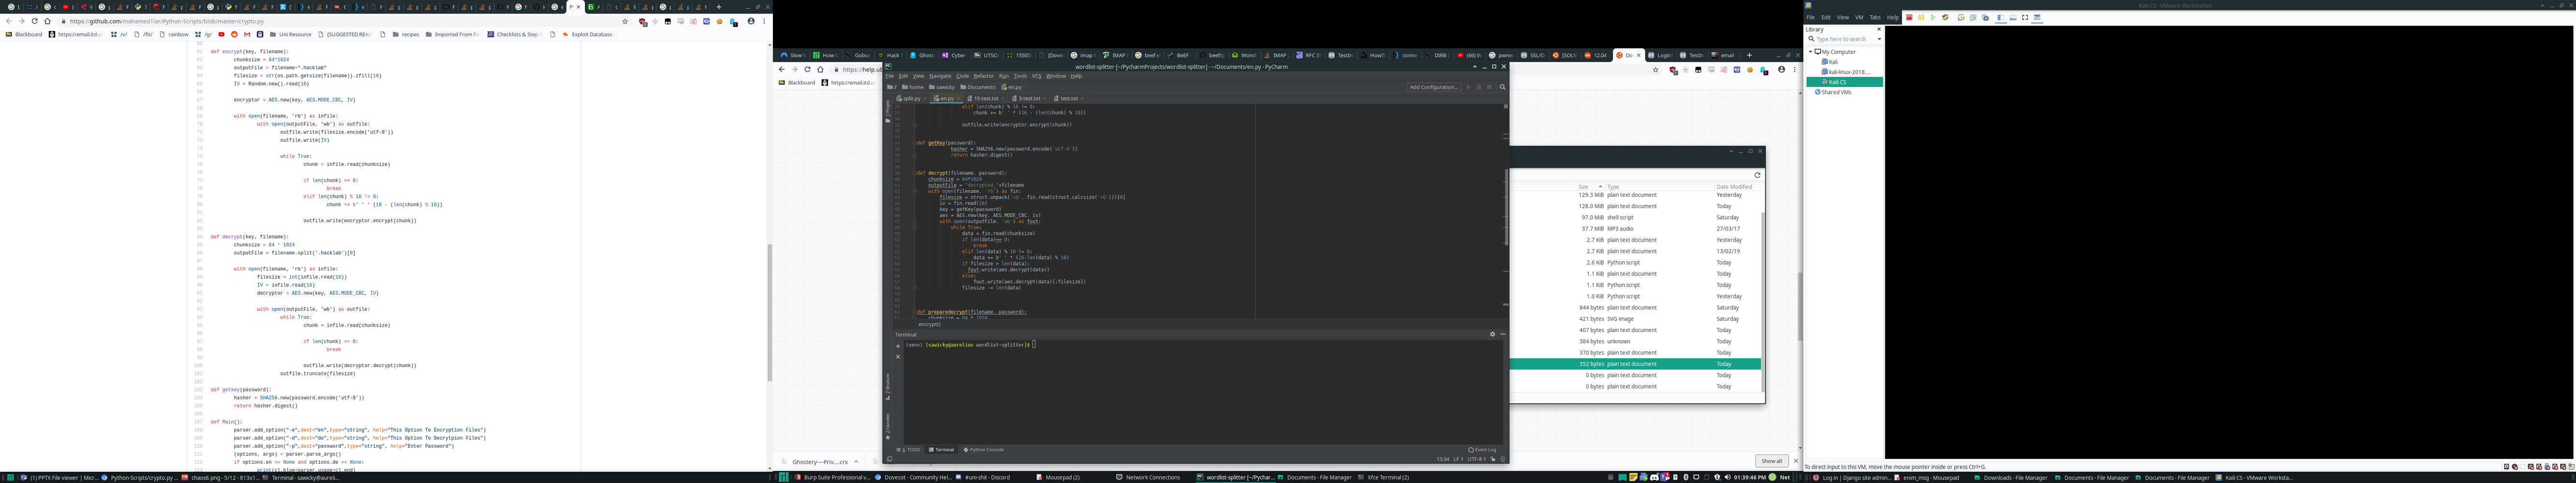 https://github.com/mohamed1lar/Python-Scripts/blob/master/crypto.py
Blackboard
https://email.itd.u
/v/
/fit/
rainbow
/g/
Uni Resource
[SUGGESTED REA
recipes
Imported From Fi
Checklists & Step-
Exploit Database -
def encrypt(key, filename):
chunksize = 64*1024
outputFile = filename+".hacklab"
filesize = str(os.path.getsize(filename)).zfill(16)
IV = Random.new().read(16)
encryptor = AES.new(key, AES.MODE_CBC, IV)
with open(filename, 'rb') as infile:
with open(outputFile, 'wb') as outfile:
outfile.write(filesize.encode('utf-8'))
outfile.write(IV)
while True:
chunk = infile.read(chunksize)
if len(chunk) == 0:
break
elif len(chunk) % 16 != 0:
chunk += b' ' * (16 - (len(chunk) % 16))
outfile.write(encryptor.encrypt(chunk))
def decrypt(key, filename):
chunksize = 64 * 1024
outputFile = filename.split('.hacklab')[0]
with open(filename, 'rb') as infile:
filesize = int(infile.read(16))
IV = infile.read(16)
decryptor = AES.new(key, AES.MODE_CBC, IV)
with open(outputFile, 'wb') as outfile:
while True:
chunk = infile.read(chunksize)
if len(chunk) == 0:
break
outfile.write(decryptor.decrypt(chunk))
outfile.truncate(filesize)
def getkey(password):
hasher = SHA256.new(password.encode('utf-8'))
return hasher.digest()
def Main():
parser.add_option("-e",dest="en",type="string", help="This Option To Encryption Files")
parser.add_option("-d",dest="de",type="string", help="This Option To Decrytpion Files")
parser.add_option("-p",dest="password",type="string", help="Enter Password")
(options, args) = parser.parse_args()
if options.en == None and options.de == None:
Blackboard
https://email.itd.u
https://help.ub
wordlist-splitter [~/PycharmProjects/wordlist-splitter] - ~/Documents/en.py - PyCharm
File Edit View Navigate Code Refactor Run Tools VCS Window Help
home sawicky Documents en.py
Add Configuration...
split.py en.py 15-test.txt 3-test.txt test.txt
elif len(chunk) % 16 != 0:
chunk += b' ' * (16 - (len(chunk) % 16))
outfile.write(encryptor.encrypt(chunk))
def getKey(password):
hasher = SHA256.new(password.encode('utf-8'))
return hasher.digest()
def decrypt(filename, password):
chunksize = 64*1024
outputFile = "decrypted_"+filename
with open(filename, 'rb') as fin:
filesize = struct.unpack('<Q', fin.read(struct.calcsize('<Q')))[0]
iv = fin.read(16)
key = getKey(password)
aes = AES.new(key, AES.MODE_CBC, iv)
with open(outputFile, 'wb') as fout:
while True:
data = fin.read(chunksize)
if len(data)== 0:
break
elif len(data) % 16 != 0:
data += b' ' * (16-len(data) % 16)
if filesize > len(data):
fout.write(aes.decrypt(data))
else:
fout.write(aes.decrypt(data)[:filesize])
filesize -= len(data)
def preparedecrypt(filename, password):
chunksize = 64 * 1024
encrypt()
Terminal
(venv) [sawicky@aurelios wordlist-splitter]$
TODO Terminal Python Console
Event Log
13:34 LF UTF-8
Size Type Date Modified
129.3 MiB plain text document Yesterday
128.0 MiB plain text document Today
97.0 MiB shell script Saturday
37.7 MiB MP3 audio 27/03/17
2.7 KiB plain text document Yesterday
2.7 KiB plain text document 13/02/19
2.6 KiB Python script Today
1.1 KiB plain text document Today
1.1 KiB Python script Today
1.0 KiB Python script Yesterday
844 bytes plain text document Saturday
421 bytes SVG image Saturday
407 bytes plain text document Today
384 bytes unknown Today
370 bytes plain text document Today
352 bytes plain text document Today
0 bytes plain text document Today
0 bytes plain text document Today
Ghostery—Priv....crx
Show all
Kali CS - VMware Workstation
File Edit View VM Tabs Help
Library
Type here to search
My Computer
Kali
kali-linux-2018....
Kali CS
Shared VMs
To direct input to this VM, move the mouse pointer inside or press Ctrl+G.
(1) PPTX File viewer | Micr...
Python-Scripts/crypto.py ...
chaos6.png - 5/12 - 813x1...
Terminal - sawicky@aureli...
Burp Suite Professional v...
Dovecot - Community Hel...
#uni-shit - Discord
Mousepad (2)
Network Connections
wordlist-splitter [~/Pychar...
Documents - File Manager
Xfce Terminal (2)
01:39:46 PM
Net
Log in | Django site admin...
enim_msg - Mousepad
Downloads - File Manager
Documents - File Manager
Documents - File Manager
Kali CS - VMware Worksta...